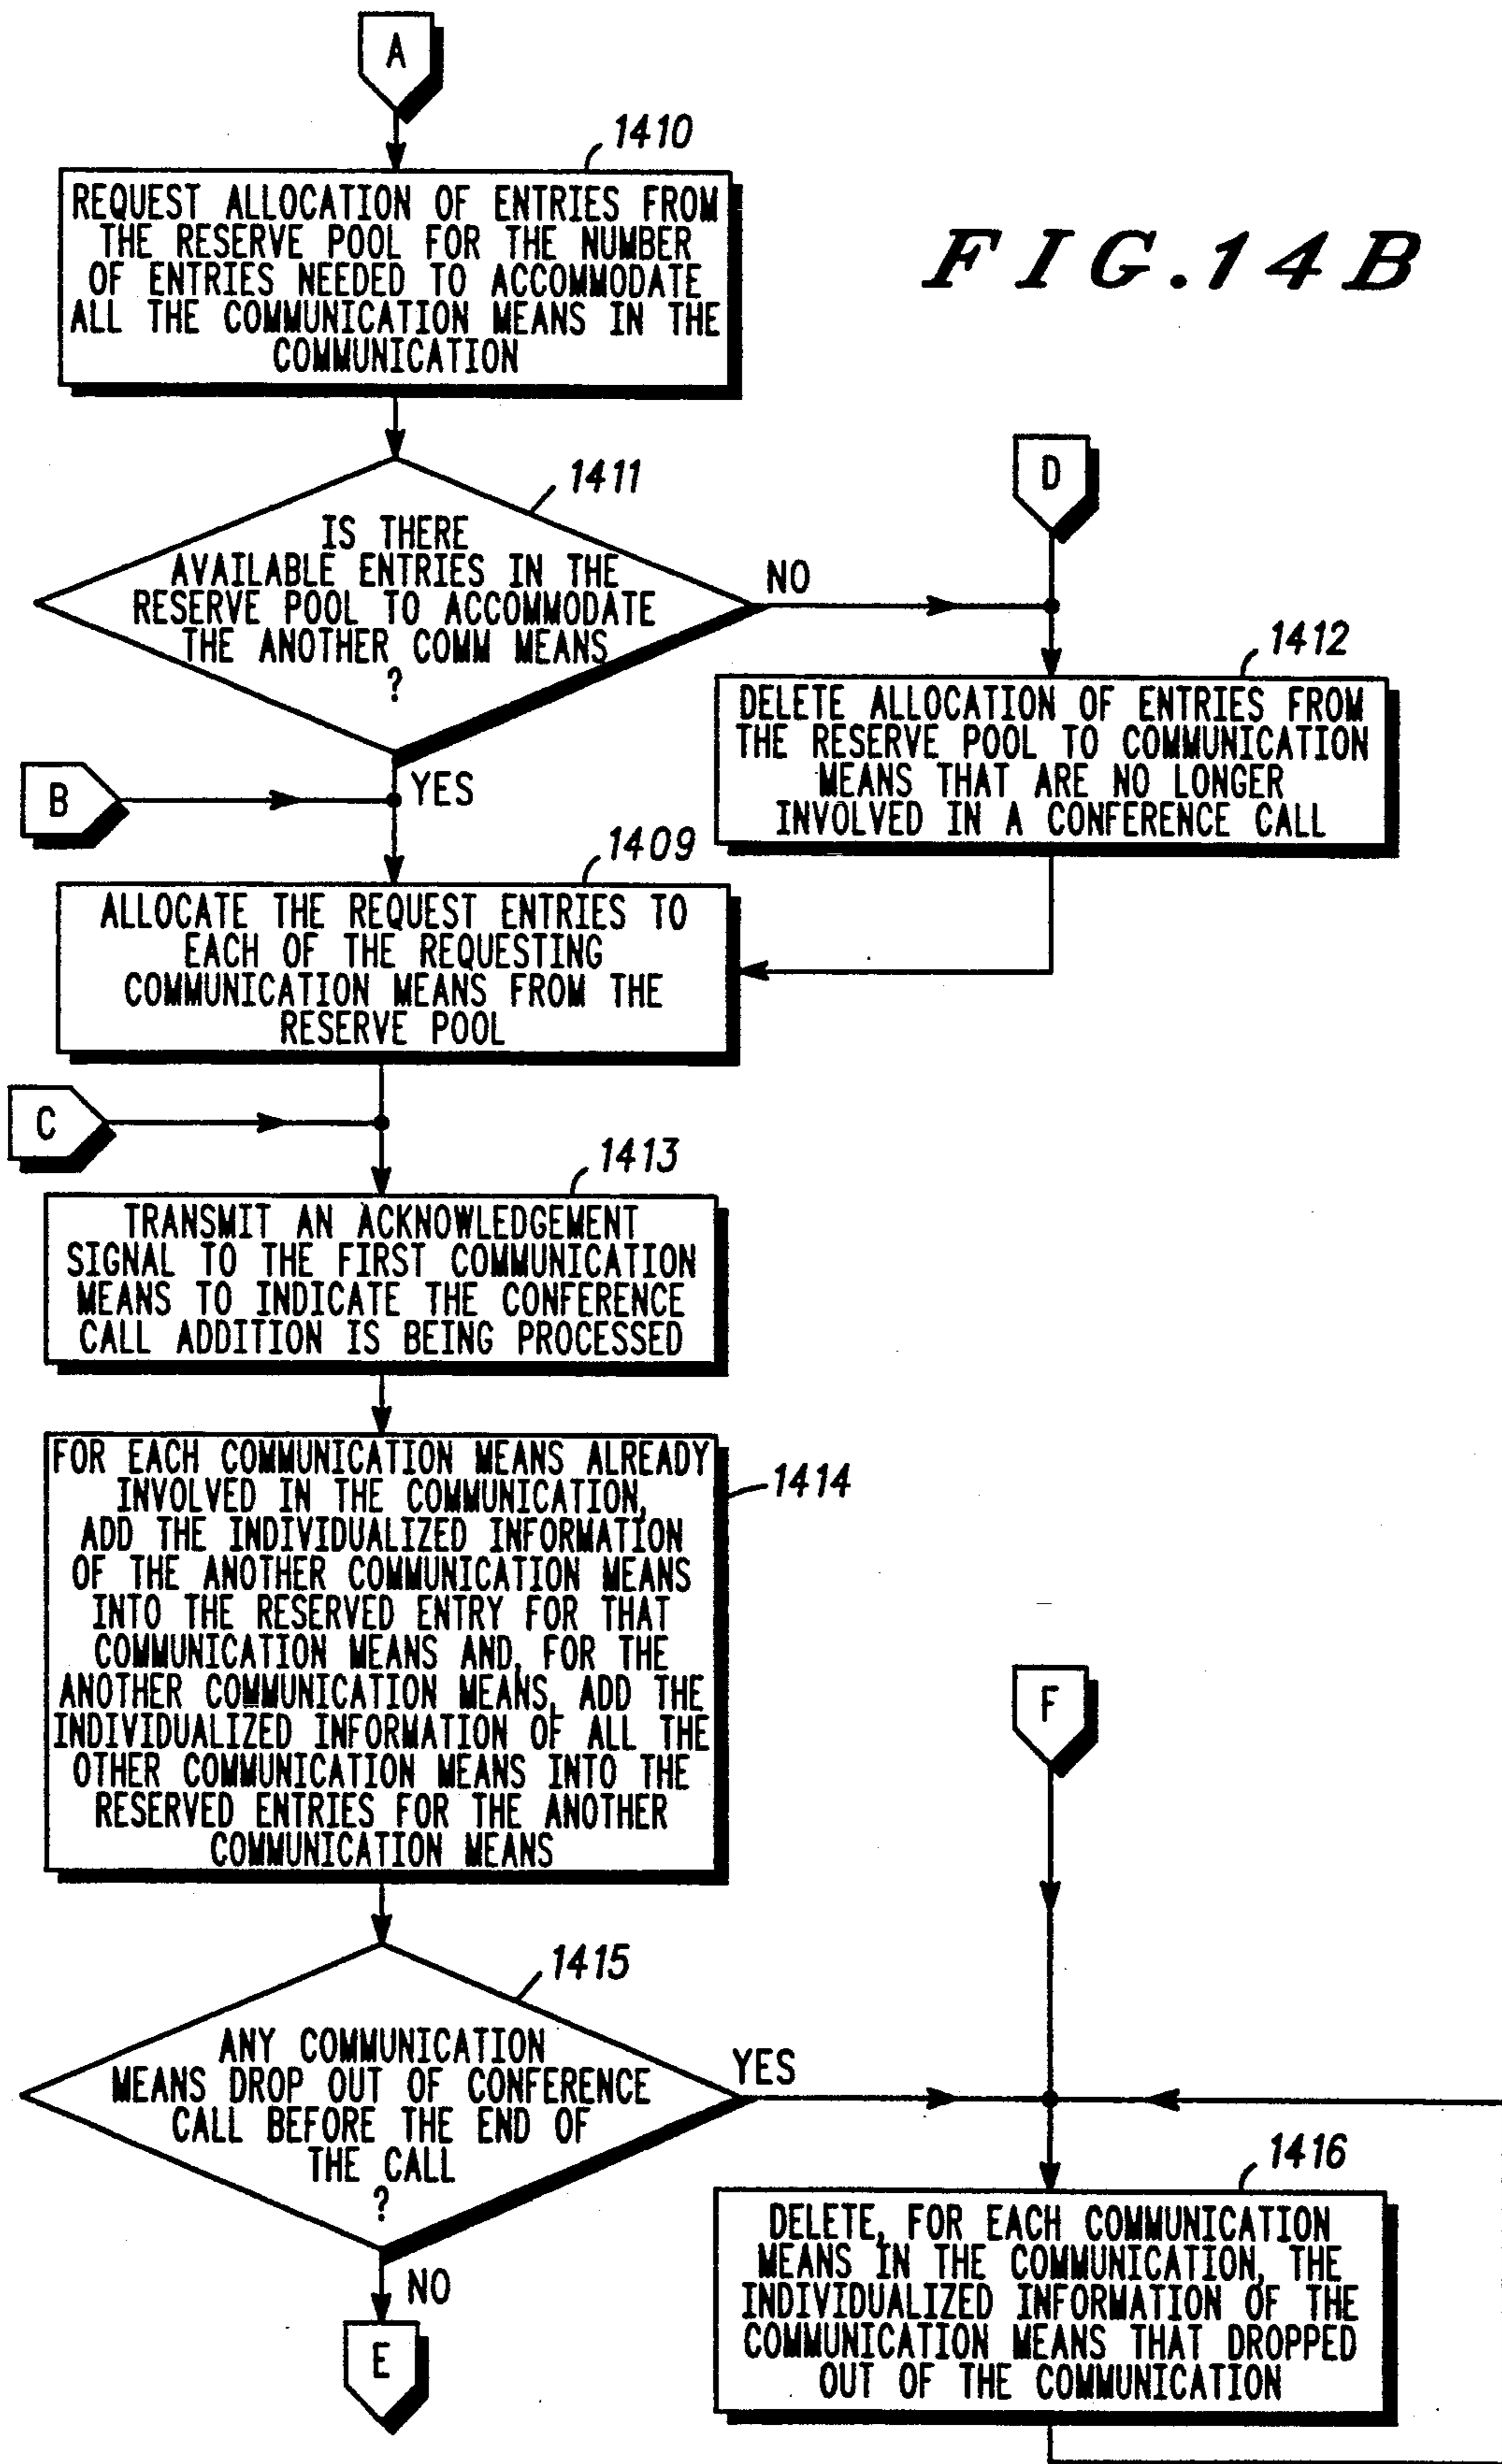 A
1410
REQUEST ALLOCATION OF ENTRIES FROM
THE RESERVE POOL FOR THE NUMBER
OF ENTRIES NEEDED TO ACCOMMODATE
ALL THE COMMUNICATION MEANS IN THE
COMMUNICATION
FIG.14B
1411
IS THERE
AVAILABLE ENTRIES IN THE
RESERVE POOL TO ACCOMMODATE
THE ANOTHER COMM MEANS
?
NO
D
1412
DELETE ALLOCATION OF ENTRIES FROM
THE RESERVE POOL TO COMMUNICATION
MEANS THAT ARE NO LONGER
INVOLVED IN A CONFERENCE CALL
YES
B
1409
ALLOCATE THE REQUEST ENTRIES TO
EACH OF THE REQUESTING
COMMUNICATION MEANS FROM THE
RESERVE POOL
C
1413
TRANSMIT AN ACKNOWLEDGEMENT
SIGNAL TO THE FIRST COMMUNICATION
MEANS TO INDICATE THE CONFERENCE
CALL ADDITION IS BEING PROCESSED
1414
FOR EACH COMMUNICATION MEANS ALREADY
INVOLVED IN THE COMMUNICATION,
ADD THE INDIVIDUALIZED INFORMATION
OF THE ANOTHER COMMUNICATION MEANS
INTO THE RESERVED ENTRY FOR THAT
COMMUNICATION MEANS AND, FOR THE
ANOTHER COMMUNICATION MEANS, ADD THE
INDIVIDUALIZED INFORMATION OF ALL THE
OTHER COMMUNICATION MEANS INTO THE
RESERVED ENTRIES FOR THE ANOTHER
COMMUNICATION MEANS
F
1415
ANY COMMUNICATION
MEANS DROP OUT OF CONFERENCE
CALL BEFORE THE END OF
THE CALL
?
YES
NO
E
1416
DELETE, FOR EACH COMMUNICATION
MEANS IN THE COMMUNICATION, THE
INDIVIDUALIZED INFORMATION OF THE
COMMUNICATION MEANS THAT DROPPED
OUT OF THE COMMUNICATION